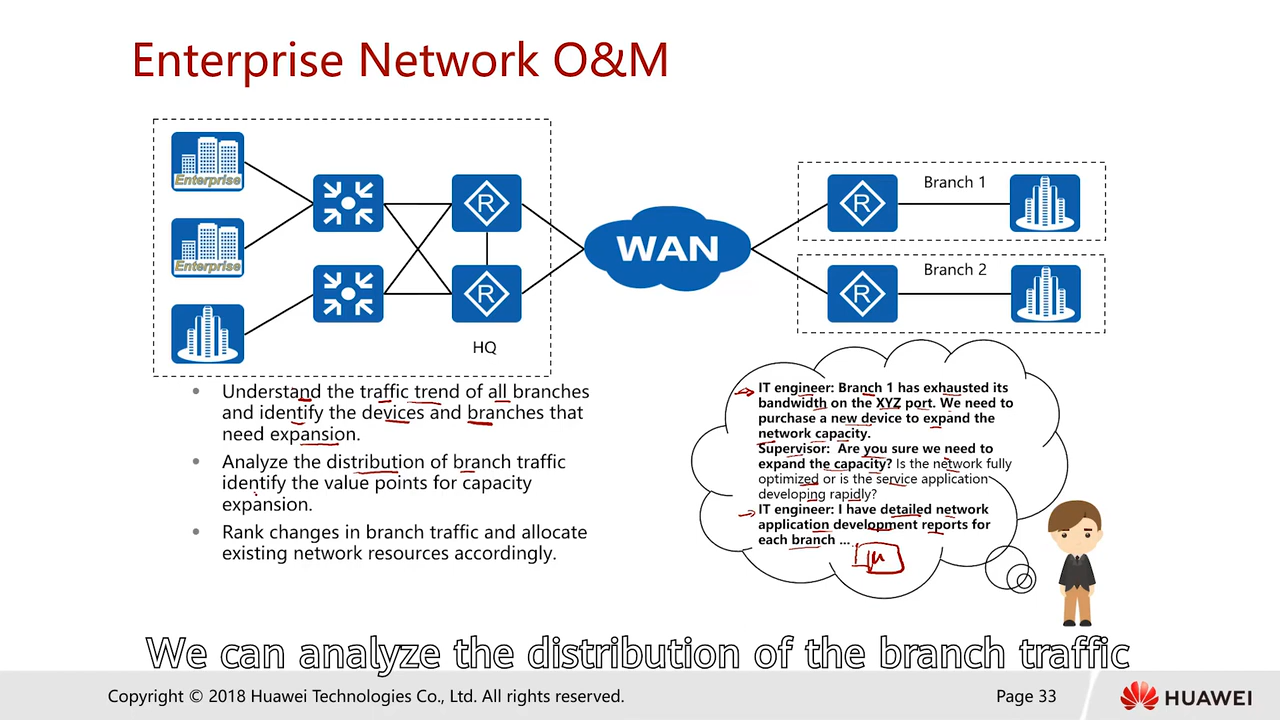 Enterprise Network O&M
Enterprise
Enterprise
R
R
HQ
WAN
R
Branch 1
R
Branch 2
• Understand the traffic trend of all branches
and identify the devices and branches that
need expansion.
• Analyze the distribution of branch traffic
identify the value points for capacity
expansion.
• Rank changes in branch traffic and allocate
existing network resources accordingly.
IT engineer: Branch 1 has exhausted its
bandwidth on the XYZ port. We need to
purchase a new device to expand the
network capacity.
Supervisor: Are you sure we need to
expand the capacity? Is the network fully
optimized or is the service application
developing rapidly?
IT engineer: I have detailed network
application development reports for
each branch ...
We can analyze the distribution of the branch traffic
Copyright © 2018 Huawei Technologies Co., Ltd. All rights reserved.
Page 33
HUAWEI